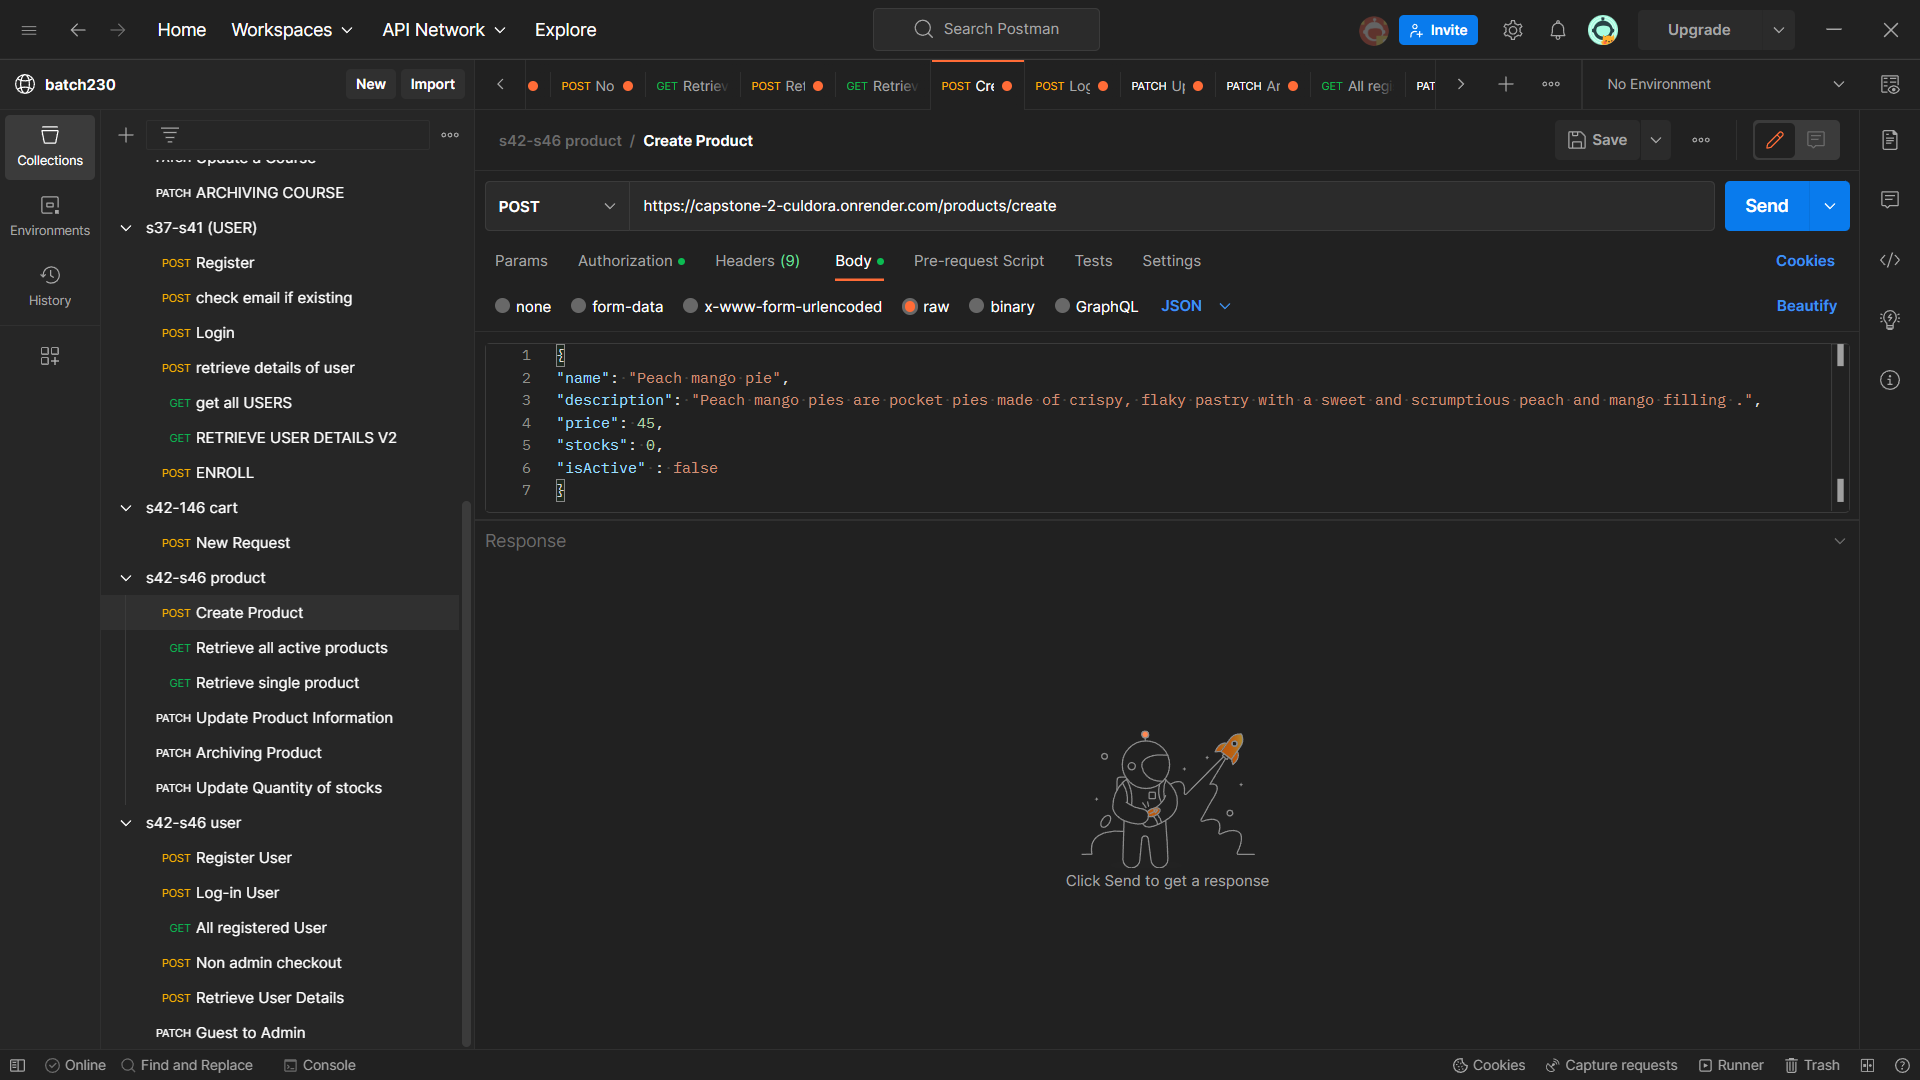 Home Workspaces API Network Explore Search Postman Invite Upgrade
batch230 New Import POST No GET Retriev POST Ret GET Retriev POST Cre POST Log PATCH Up PATCH Ar GET All regi PAT No Environment
Collections
Environments
History
PATCH Update a Course
PATCH ARCHIVING COURSE
s37-s41 (USER)
POST Register
POST check email if existing
POST Login
POST retrieve details of user
GET get all USERS
GET RETRIEVE USER DETAILS V2
POST ENROLL
s42-146 cart
POST New Request
s42-s46 product
POST Create Product
GET Retrieve all active products
GET Retrieve single product
PATCH Update Product Information
PATCH Archiving Product
PATCH Update Quantity of stocks
s42-s46 user
POST Register User
POST Log-in User
GET All registered User
POST Non admin checkout
POST Retrieve User Details
PATCH Guest to Admin
s42-s46 product / Create Product Save
POST https://capstone-2-culdora.onrender.com/products/create Send
Params Authorization Headers (9) Body Pre-request Script Tests Settings Cookies
none form-data x-www-form-urlencoded raw binary GraphQL JSON Beautify
1 {
2 "name": "Peach mango pie",
3 "description": "Peach mango pies are pocket pies made of crispy, flaky pastry with a sweet and scrumptious peach and mango filling .",
4 "price": 45,
5 "stocks": 0,
6 "isActive" : false
7 }
Response
Click Send to get a response
Online Find and Replace Console Cookies Capture requests Runner Trash